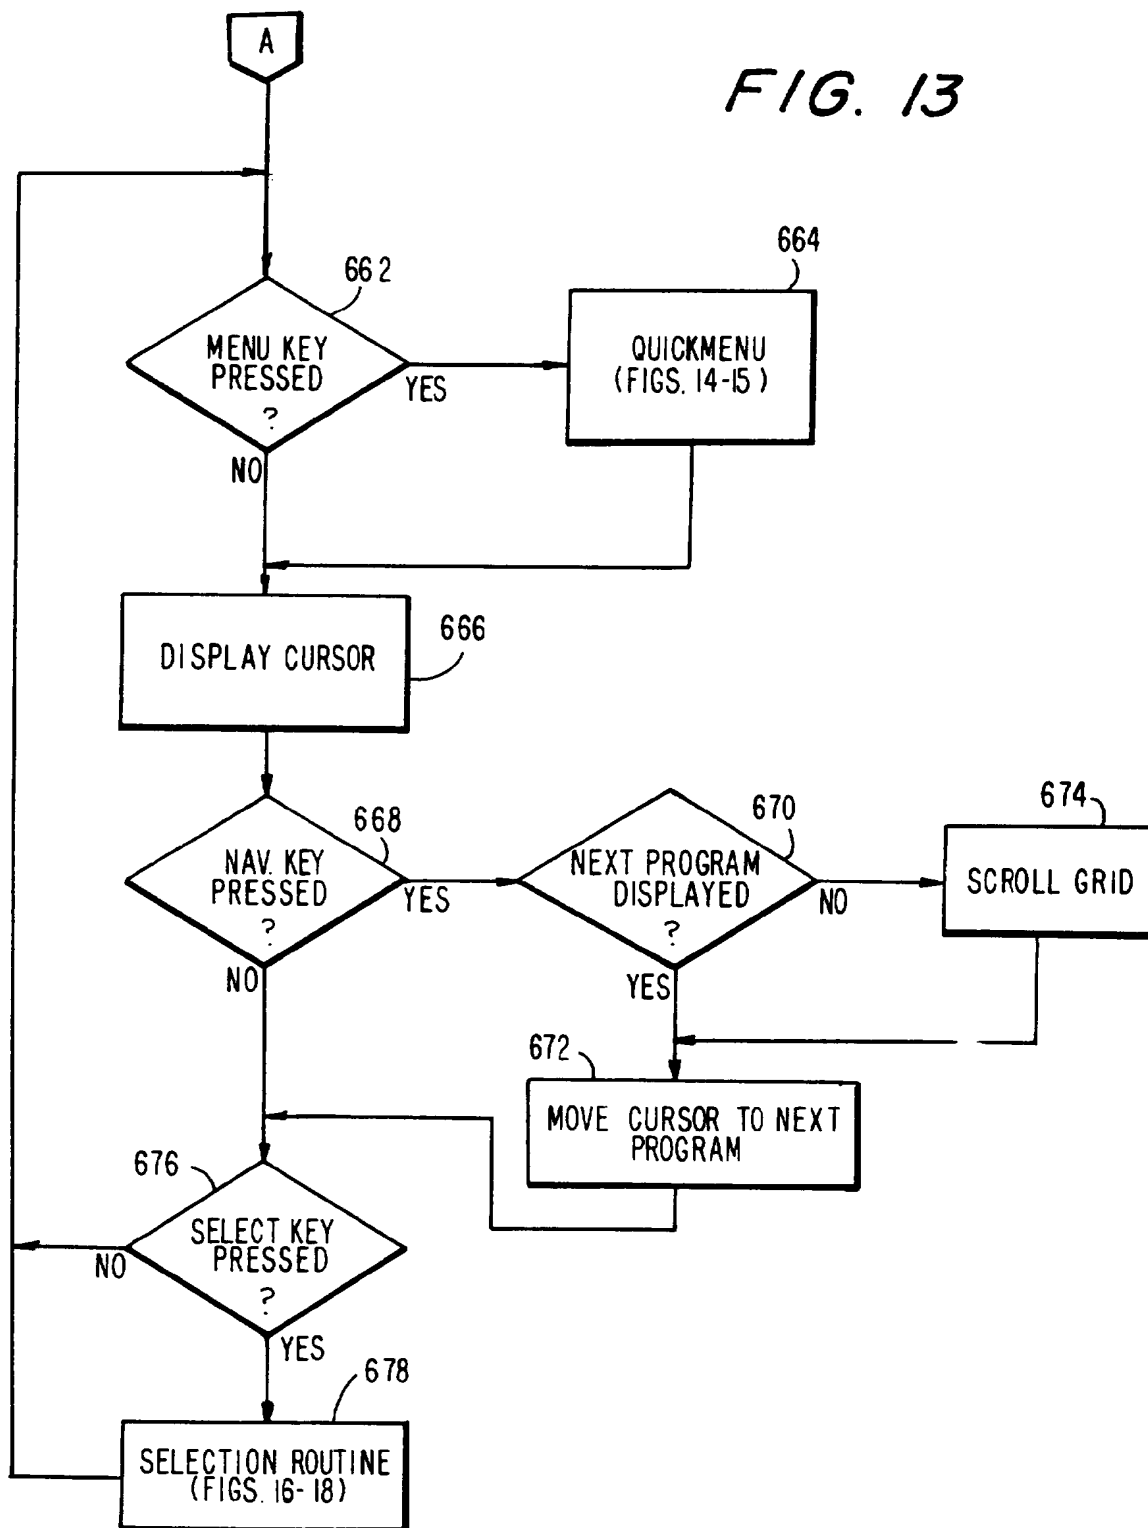 A
FIG. 13
662
MENU KEY
PRESSED
?
YES
NO
664
QUICKMENU
(FIGS. 14-15)
DISPLAY CURSOR
666
668
NAV. KEY
PRESSED
?
YES
NO
670
NEXT PROGRAM
DISPLAYED
?
NO
YES
674
SCROLL GRID
672
MOVE CURSOR TO NEXT
PROGRAM
676
SELECT KEY
PRESSED
?
NO
YES
678
SELECTION ROUTINE
(FIGS. 16-18)